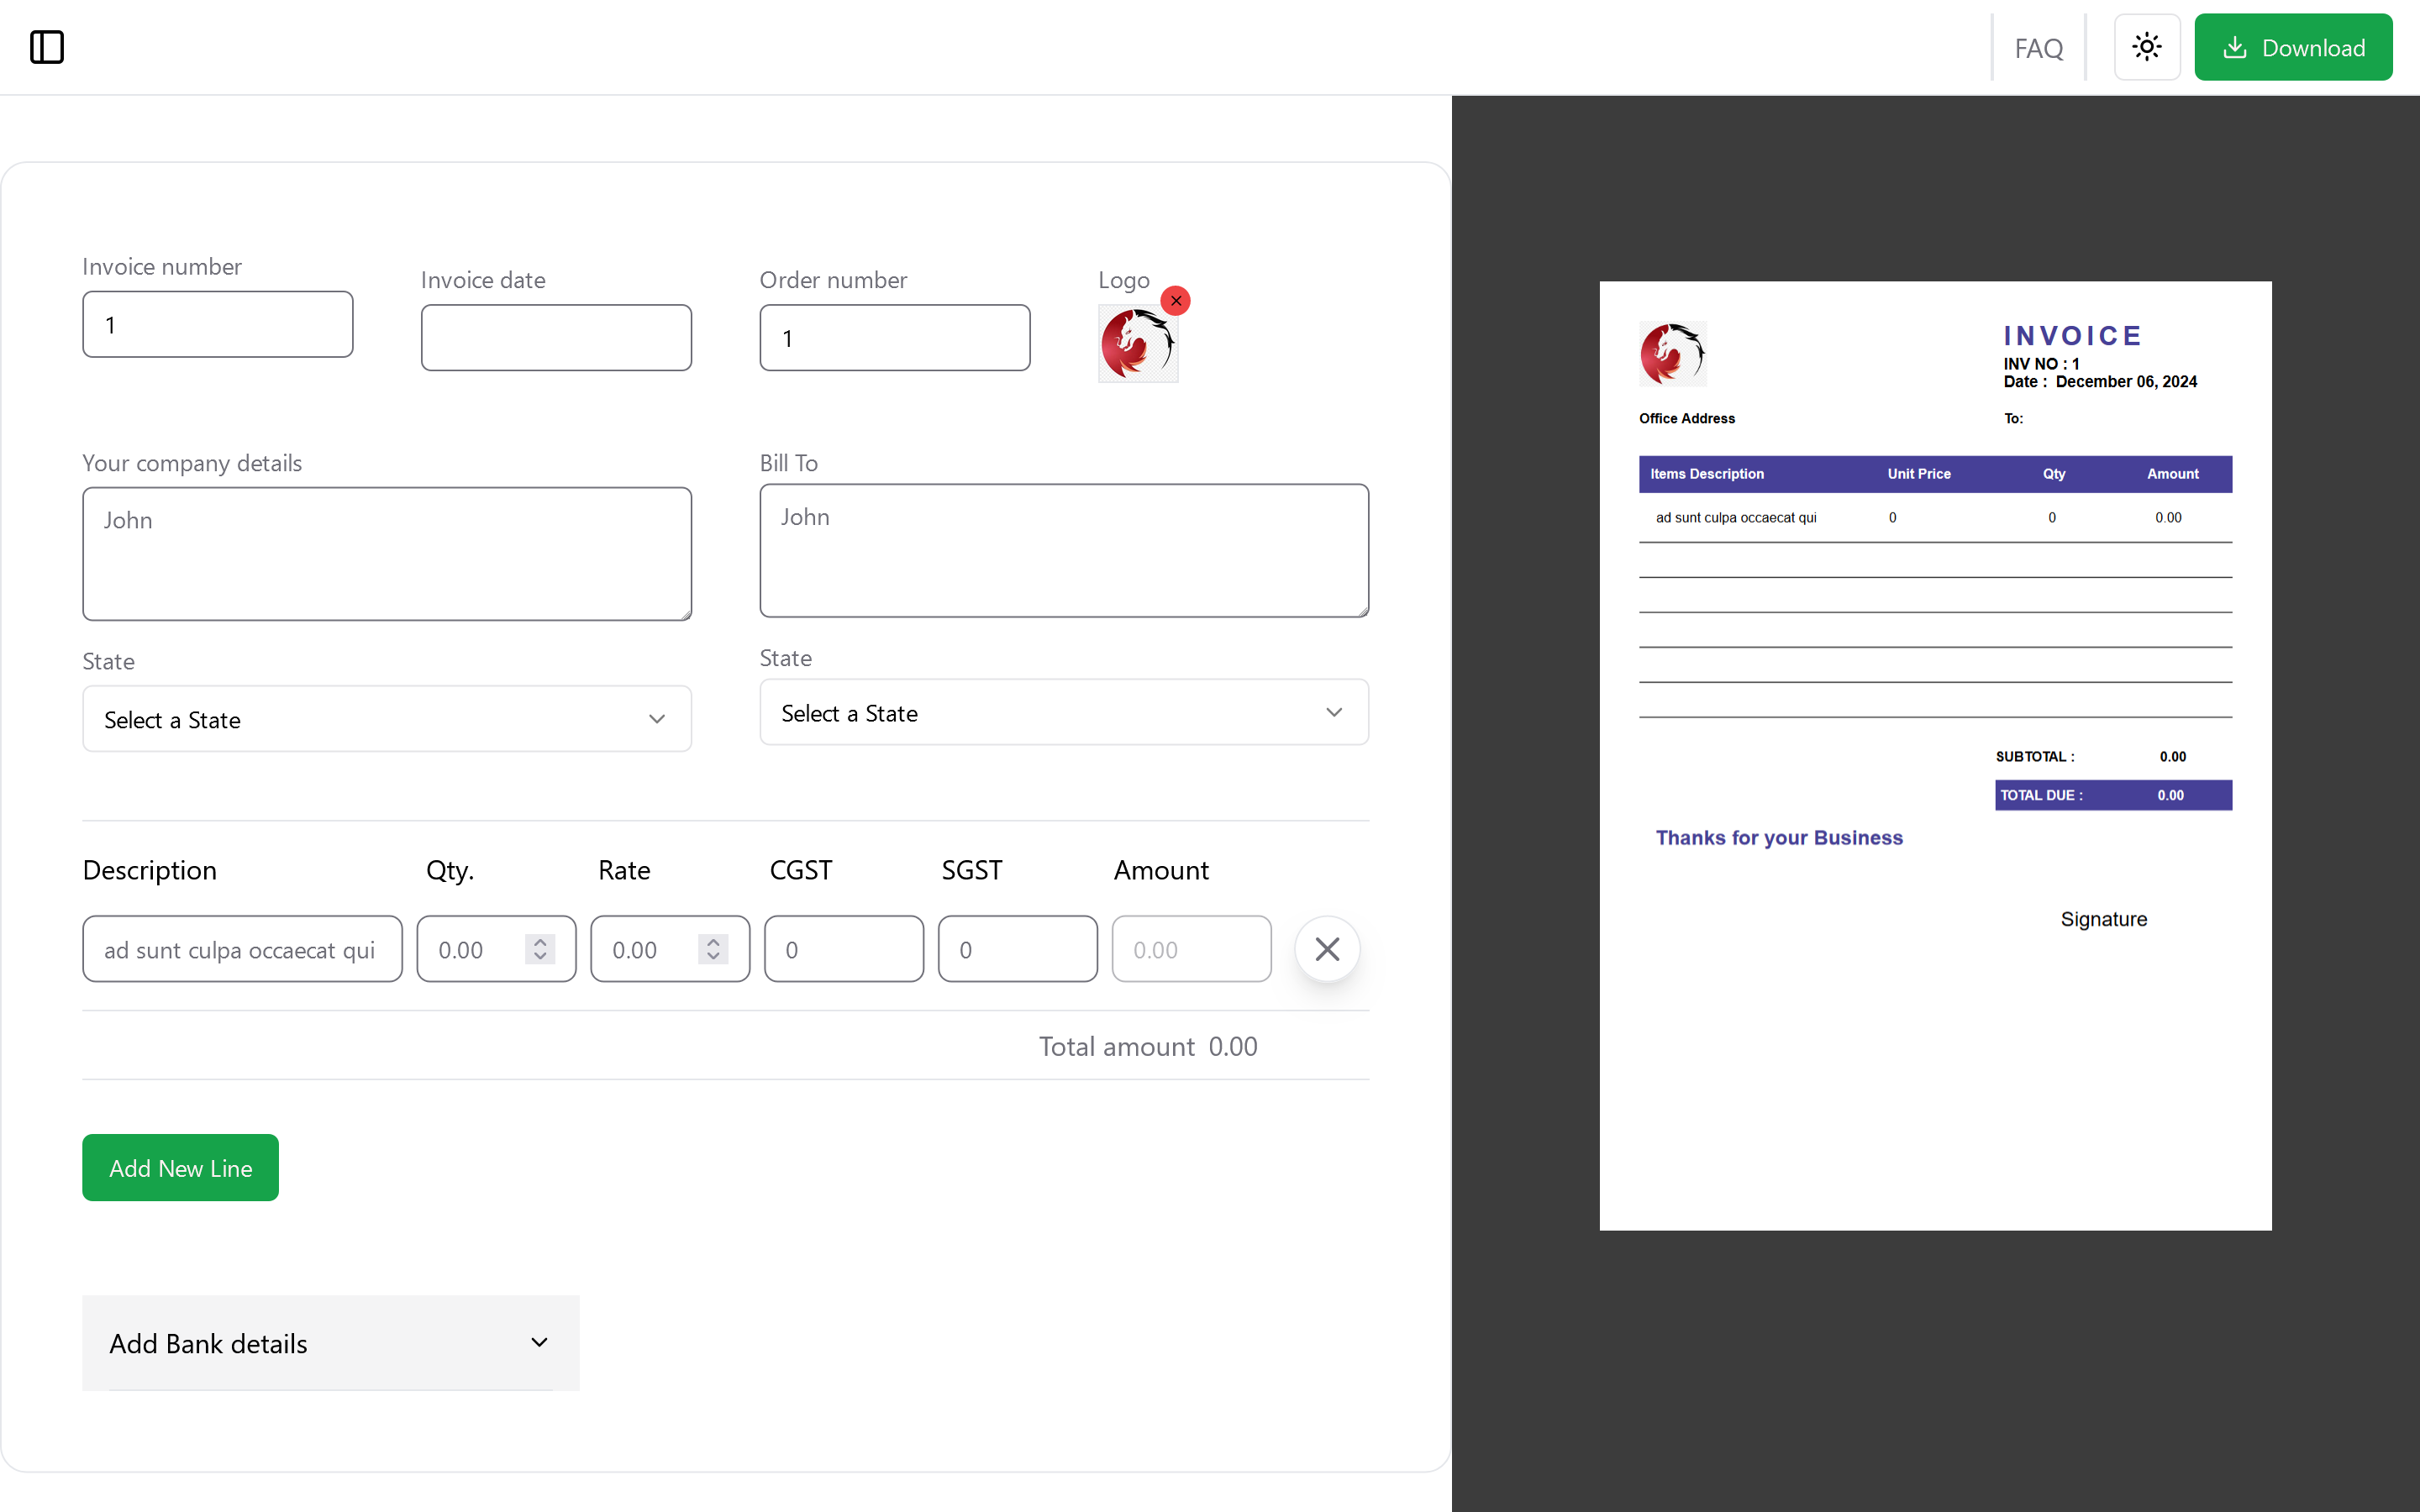 FAQ
Download
Invoice number
1
Invoice date
Order number
1
Logo
Your company details
John
Bill To
John
State
Select a State
State
Select a State
Description Qty. Rate CGST SGST Amount
ad sunt culpa occaecat qui 0.00 0.00 0 0 0.00
Total amount 0.00
Add New Line
Add Bank details
INVOICE
INV NO : 1
Date : December 06, 2024
Office Address
To:
Items Description Unit Price Qty Amount
ad sunt culpa occaecat qui 0 0 0.00
SUBTOTAL : 0.00
TOTAL DUE : 0.00
Thanks for your Business
Signature